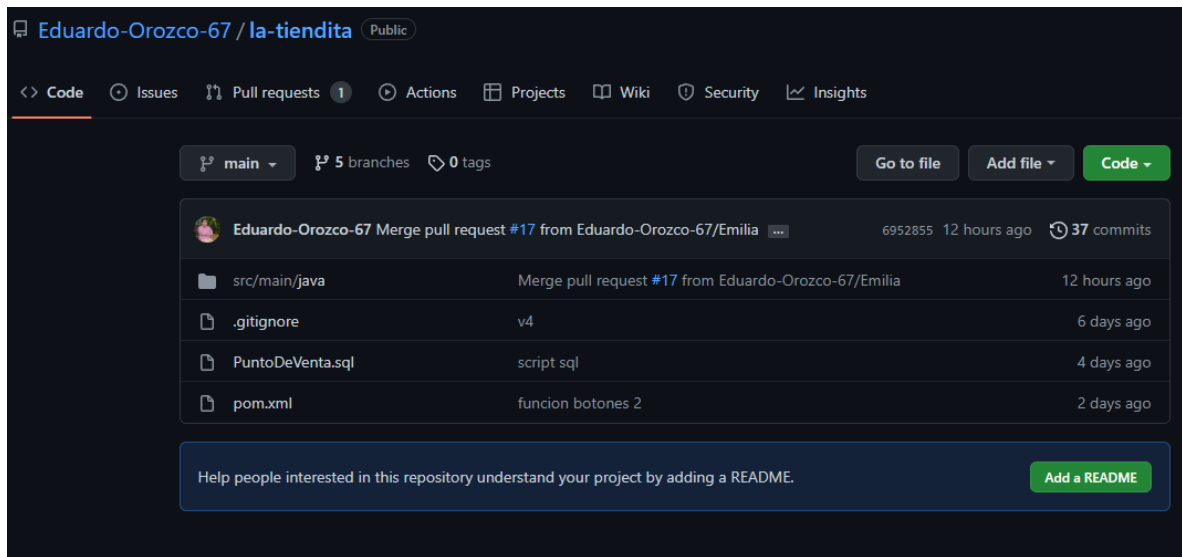 Eduardo-Orozco-67 / la-tiendita Public
Code Issues Pull requests 1 Actions Projects Wiki Security Insights
main 5 branches 0 tags Go to file Add file Code
Eduardo-Orozco-67 Merge pull request #17 from Eduardo-Orozco-67/Emilia ... 6952855 12 hours ago 37 commits
src/main/java Merge pull request #17 from Eduardo-Orozco-67/Emilia 12 hours ago
.gitignore v4 6 days ago
PuntoDeVenta.sql script sql 4 days ago
pom.xml funcion botones 2 2 days ago
Help people interested in this repository understand your project by adding a README. Add a README